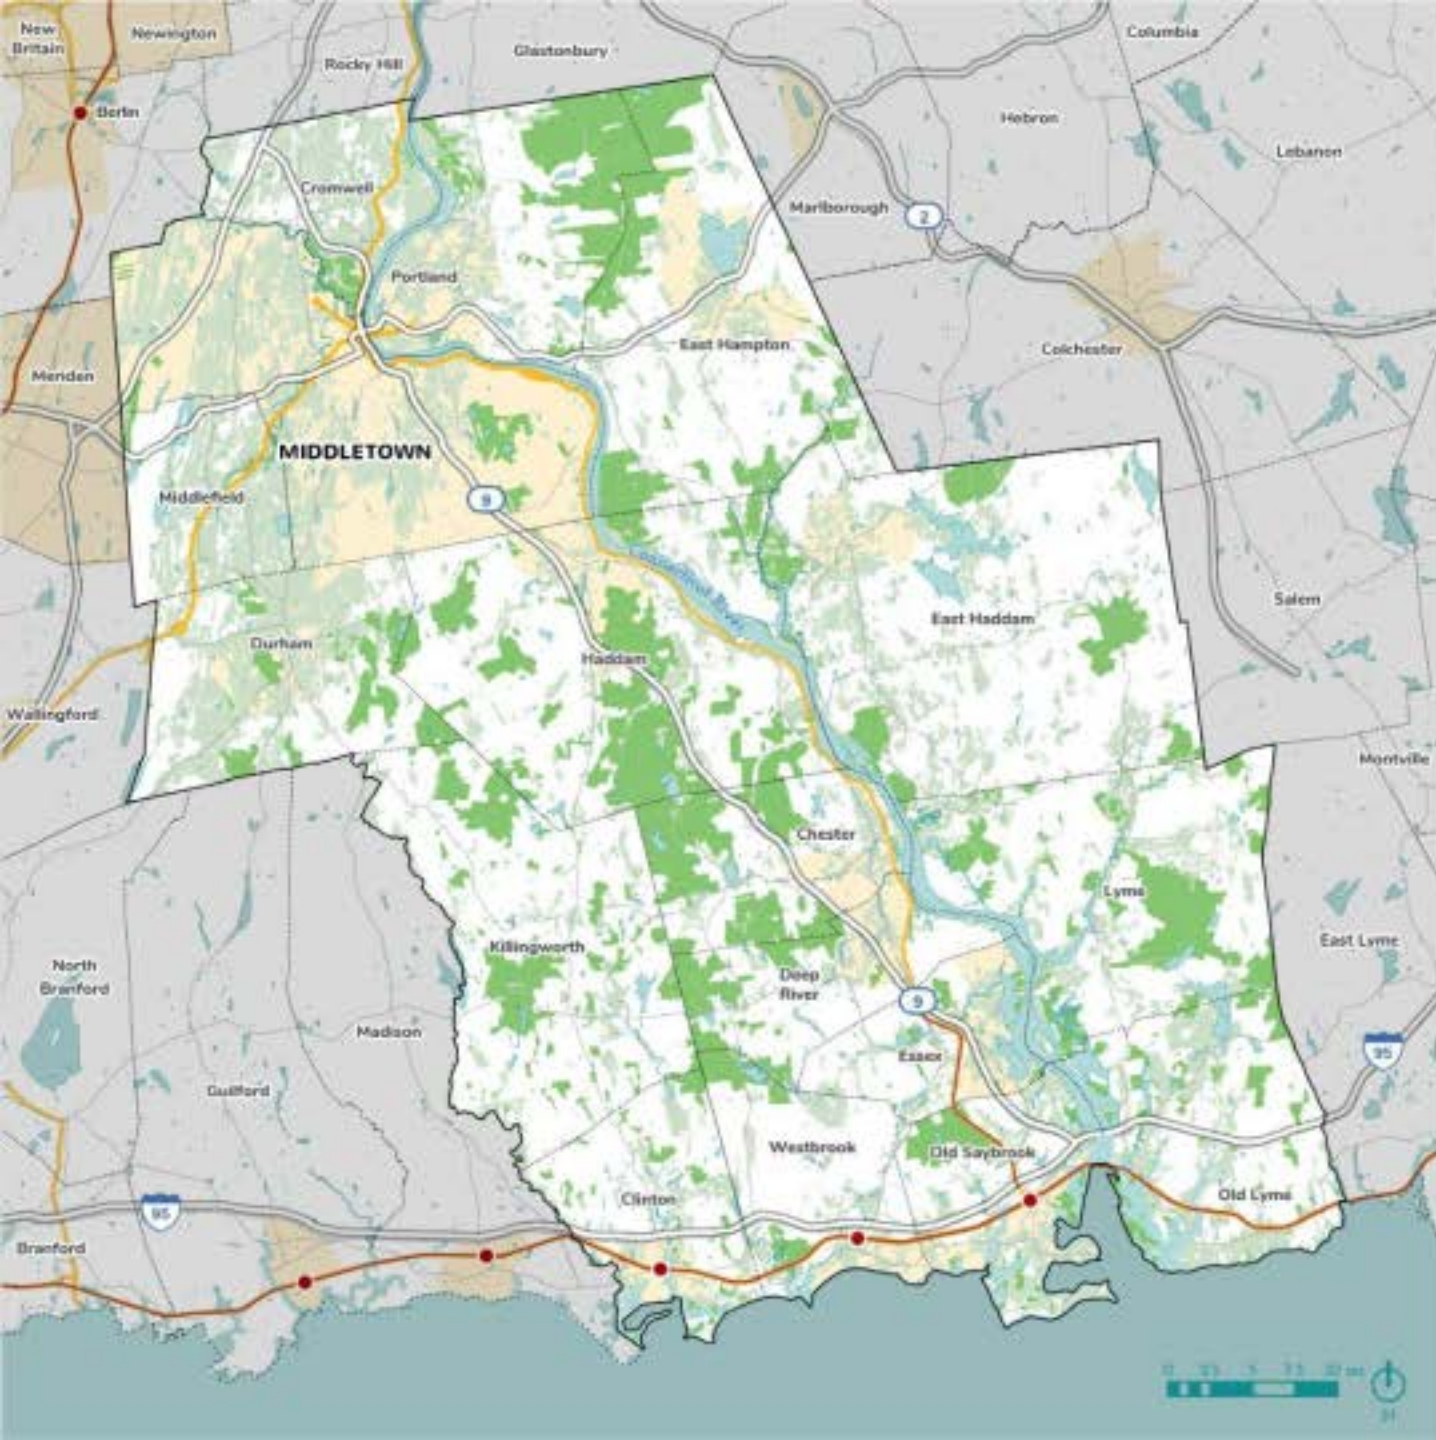 New
Britain
Newington
Rocky Hill
Glastonbury
Columbia
Berlin
Hebron
Lebanon
Cromwell
Marlborough
2
Portland
East Hampton
Colchester
Meriden
MIDDLETOWN
Middlefield
9
Connecticut River
East Haddam
Salem
Durham
Haddam
Wallingford
Montville
Chester
Lyme
Killingworth
East Lyme
North
Branford
Deep
River
9
Madison
Essex
95
Guilford
Westbrook
Old Saybrook
Clinton
Old Lyme
95
Branford